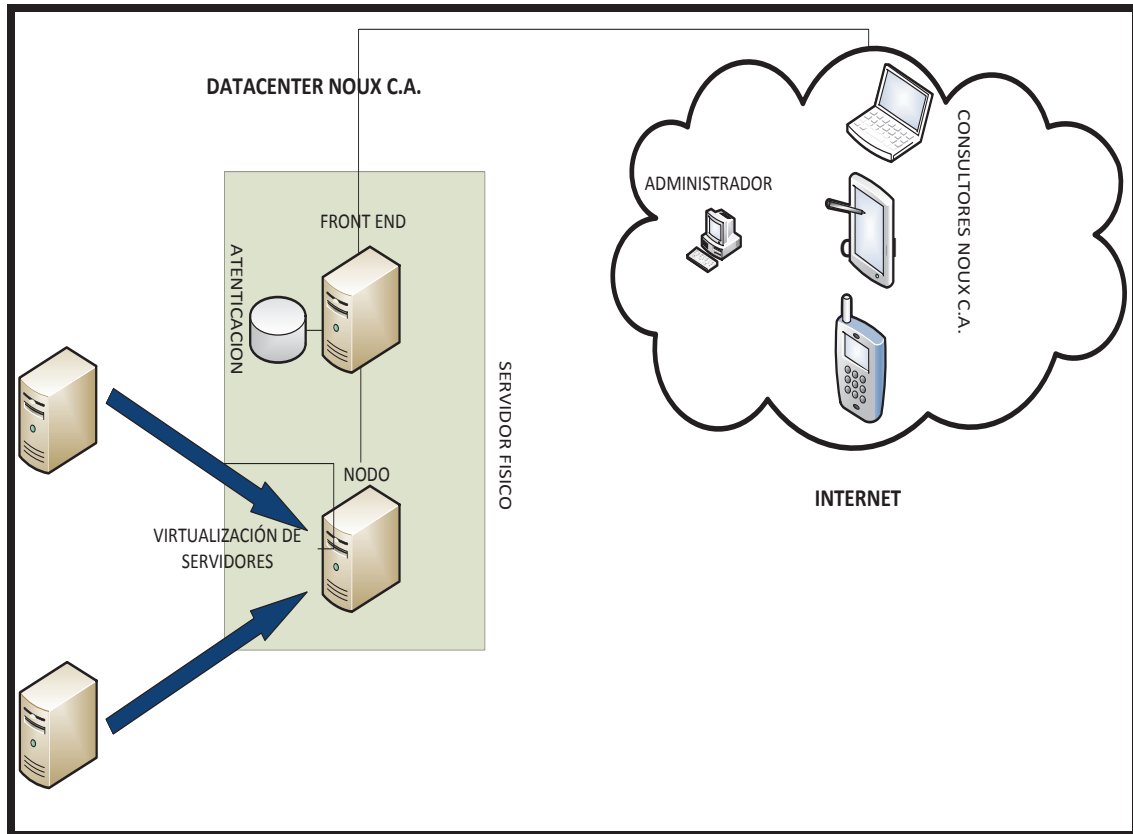 DATACENTER NOUX C.A.
FRONT END
ATENTICACION
SERVIDOR FISICO
NODO
VIRTUALIZACIÓN DE
SERVIDORES
ADMINISTRADOR
CONSULTORES NOUX C.A.
INTERNET